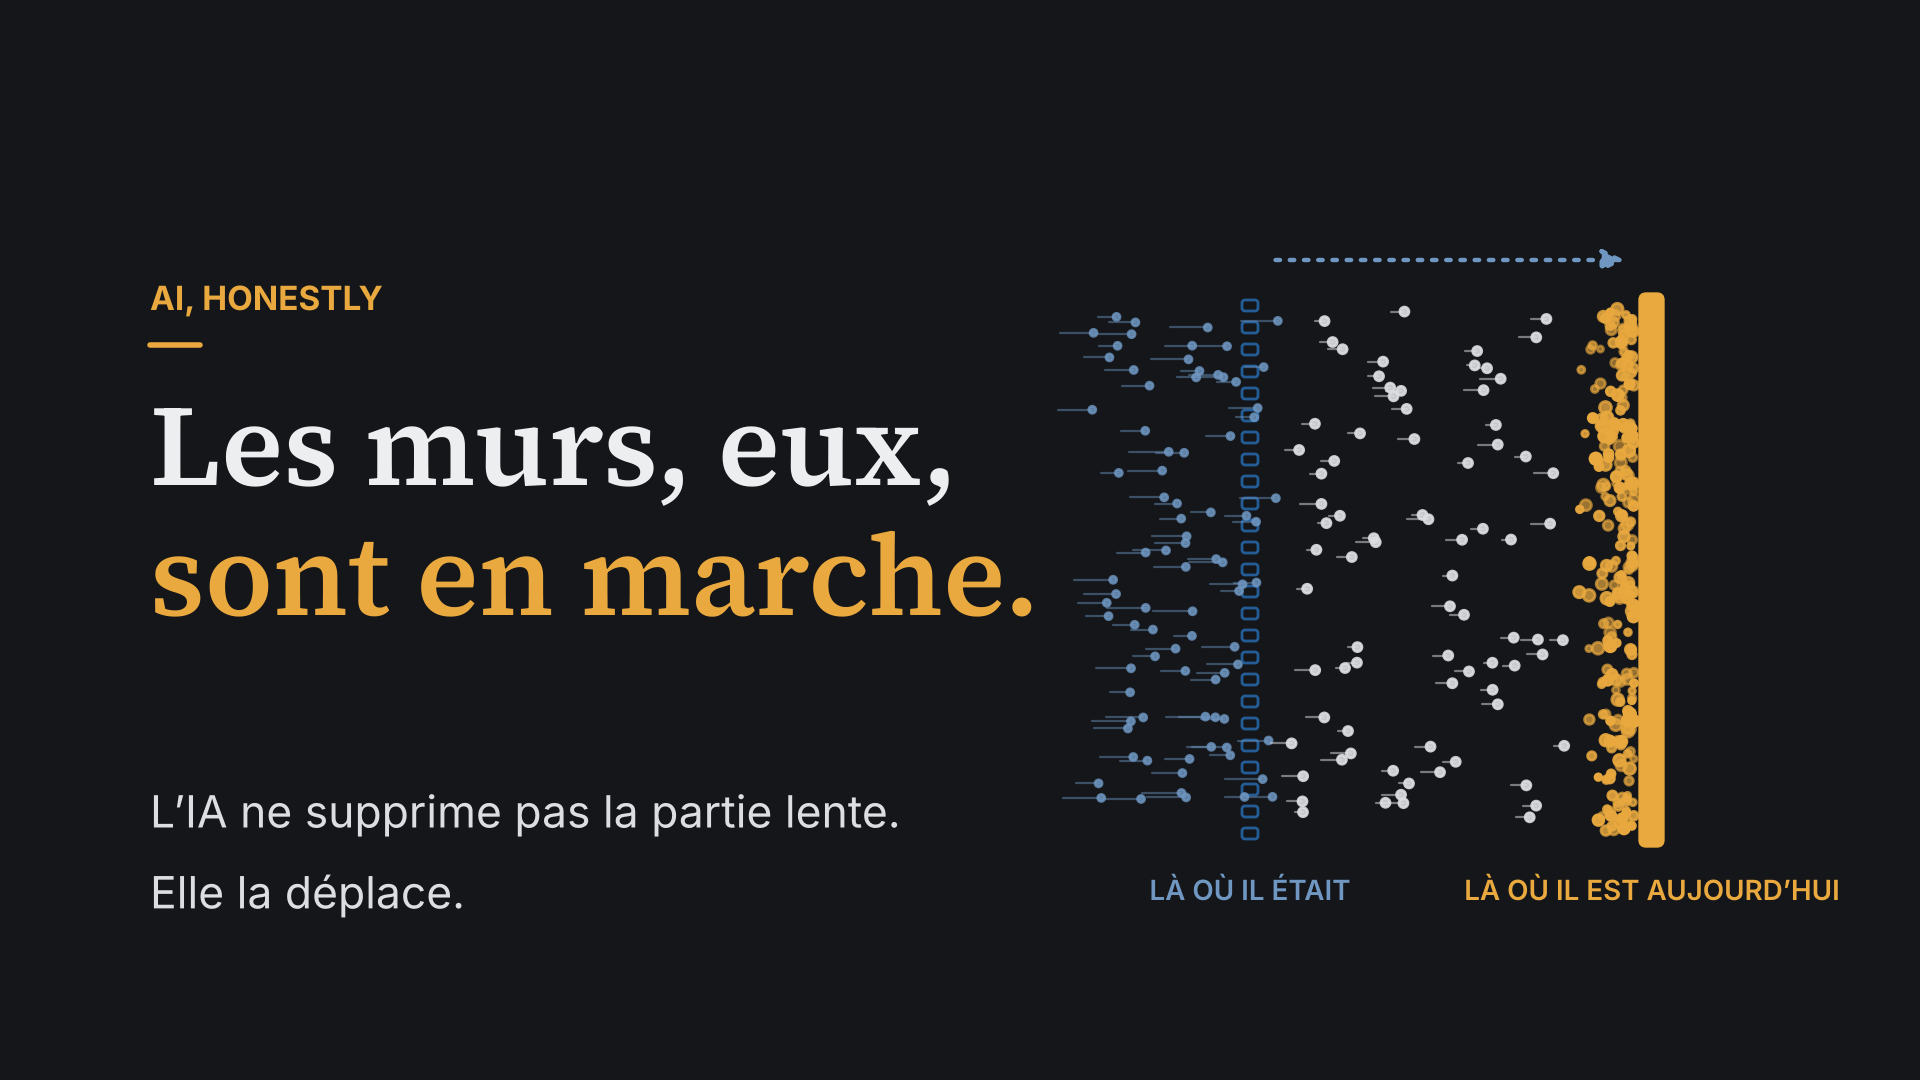 AI, HONESTLY
Les murs, eux,
sont en marche.
L’IA ne supprime pas la partie lente.
Elle la déplace.
LÀ OÙ IL ÉTAIT
LÀ OÙ IL EST AUJOURD’HUI